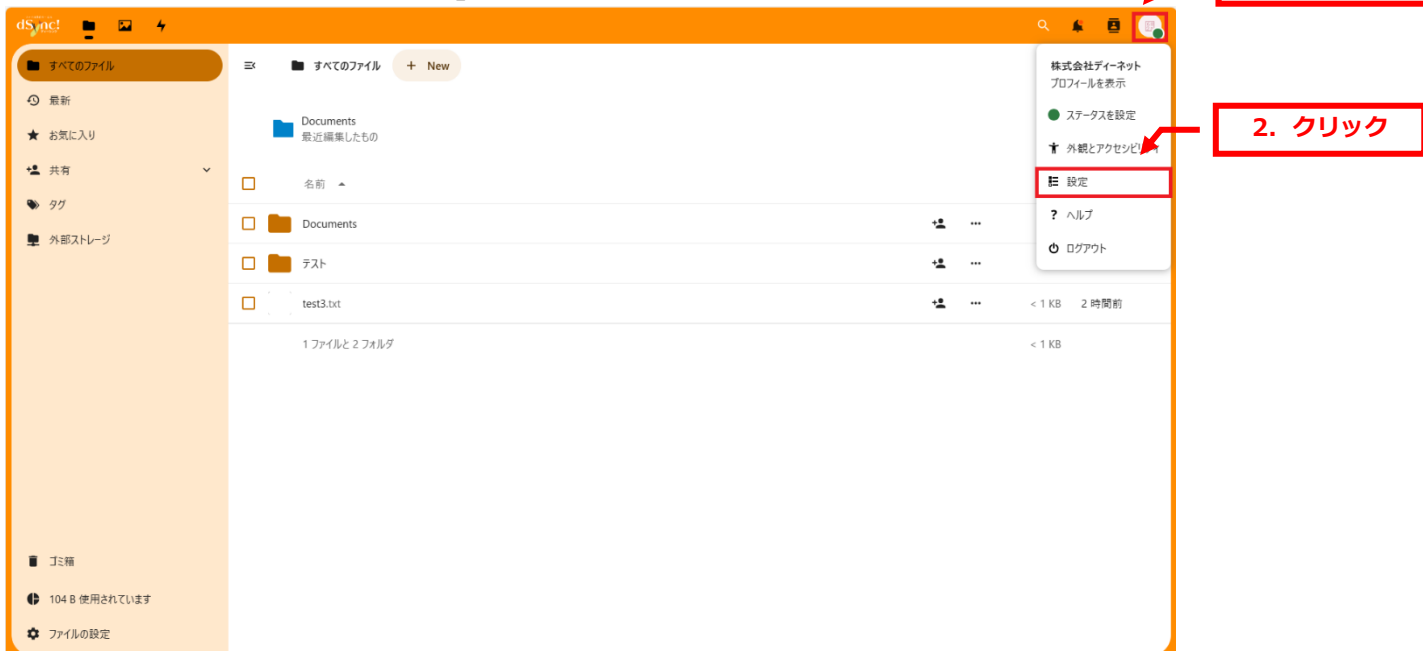 dSync!
すべてのファイル
最新
お気に入り
共有
タグ
外部ストレージ
ゴミ箱
104 B 使用されています
ファイルの設定
すべてのファイル
+ New
Documents
最近編集したもの
名前
Documents
テスト
test3.txt
< 1 KB 2 時間前
1 ファイルと 2 フォルダ
< 1 KB
株式会社ディーネット
プロフィールを表示
ステータスを設定
外観とアクセシビリティ
設定
? ヘルプ
ログアウト
2. クリック